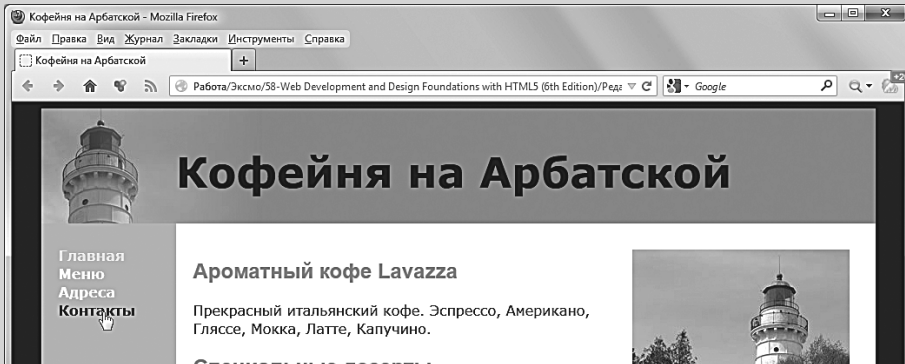 Кофейня на Арбатской - Mozilla Firefox
Файл Правка Вид Журнал Закладки Инструменты Справка
Кофейня на Арбатской +
Работа/Эксмо/58-Web Development and Design Foundations with HTML5 (6th Edition)/Реда Google
Кофейня на Арбатской
Главная
Меню
Адреса
Контакты
Ароматный кофе Lavazza
Прекрасный итальянский кофе. Эспрессо, Американо,
Гляссе, Мокка, Латте, Капучино.